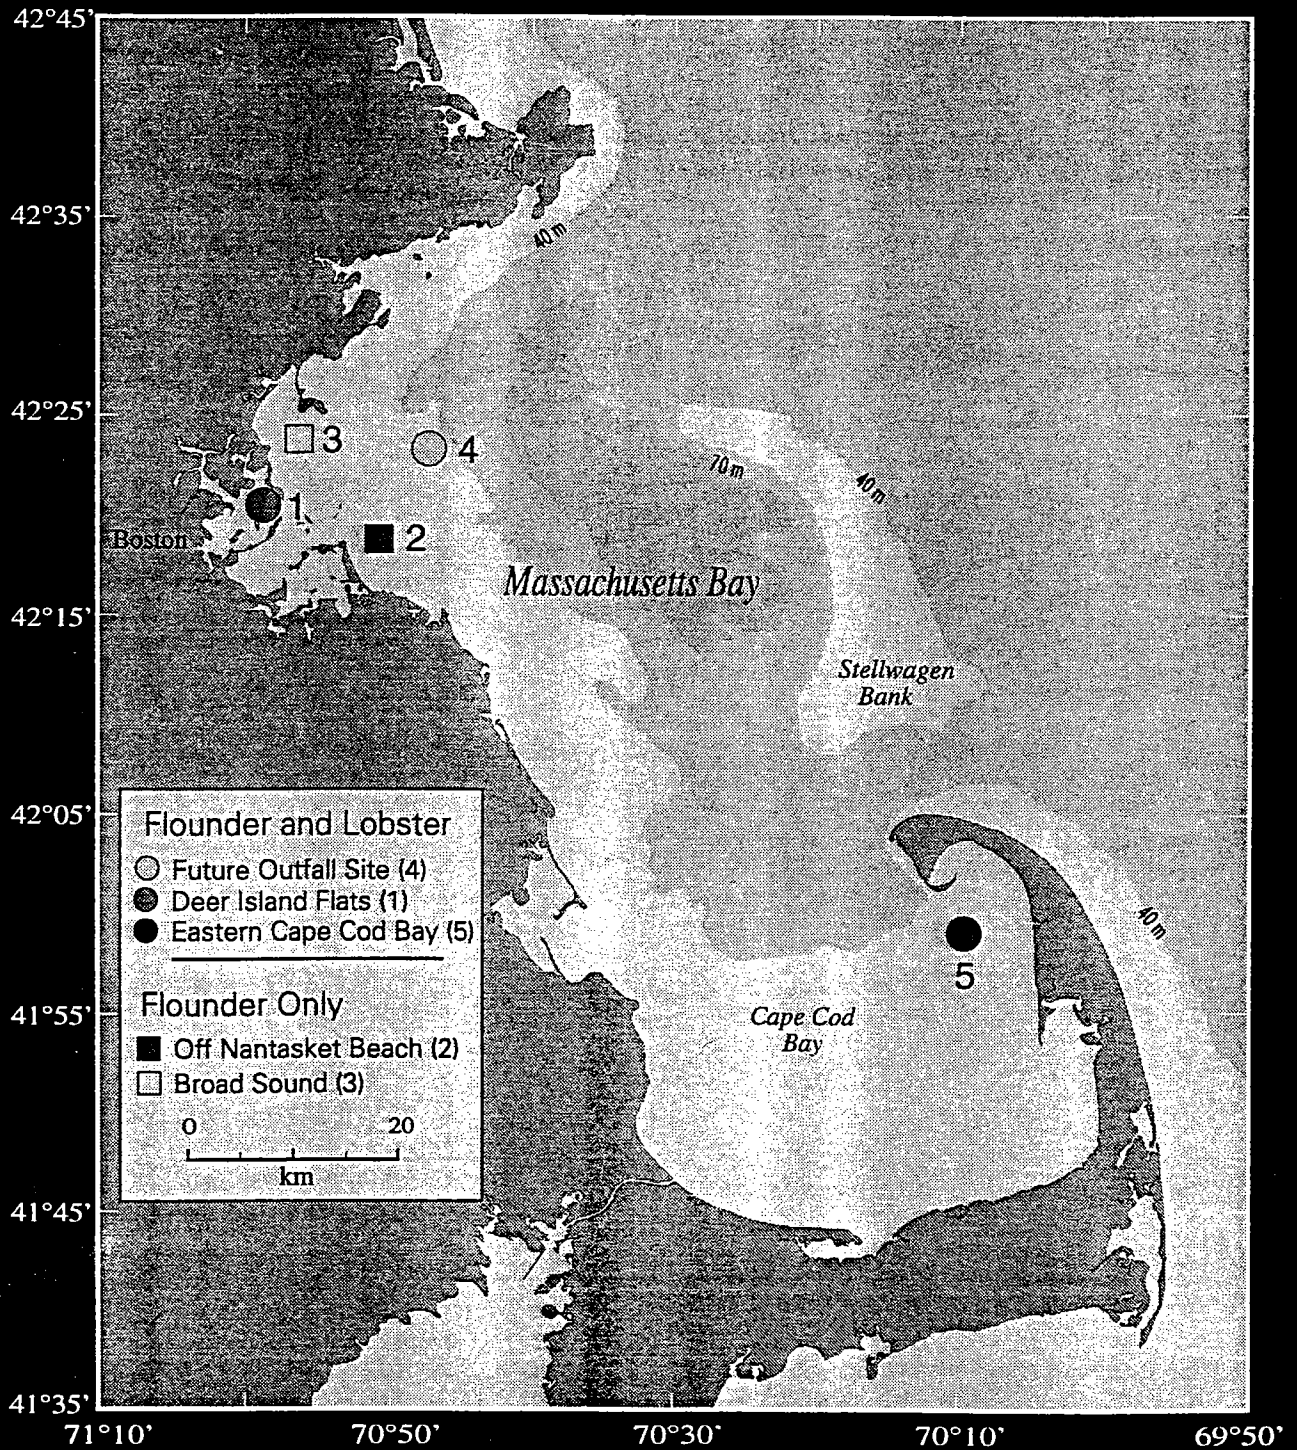 42°45'
42°35'
40 m
42°25'
3
4
70 m
40 m
1
Boston
2
Massachusetts Bay
42°15'
Stellwagen
Bank
42°05'
Flounder and Lobster
Future Outfall Site (4)
Deer Island Flats (1)
Eastern Cape Cod Bay (5)
40 m
5
41°55'
Flounder Only
Cape Cod
Bay
Off Nantasket Beach (2)
Broad Sound (3)
0 20
km
41°45'
41°35'
71°10' 70°50' 70°30' 70°10' 69°50'